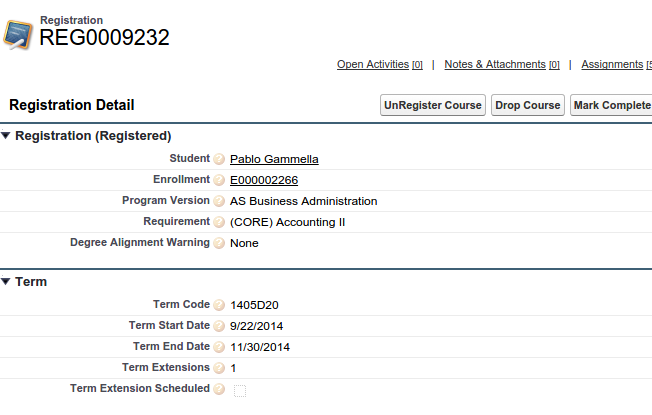 Registration
REG0009232
Open Activities [0] | Notes & Attachments [0] | Assignments [5
Registration Detail UnRegister Course Drop Course Mark Complete
Registration (Registered)
Student ? Pablo Gammella
Enrollment ? E000002266
Program Version ? AS Business Administration
Requirement ? (CORE) Accounting II
Degree Alignment Warning ? None
Term
Term Code ? 1405D20
Term Start Date ? 9/22/2014
Term End Date ? 11/30/2014
Term Extensions ? 1
Term Extension Scheduled ?